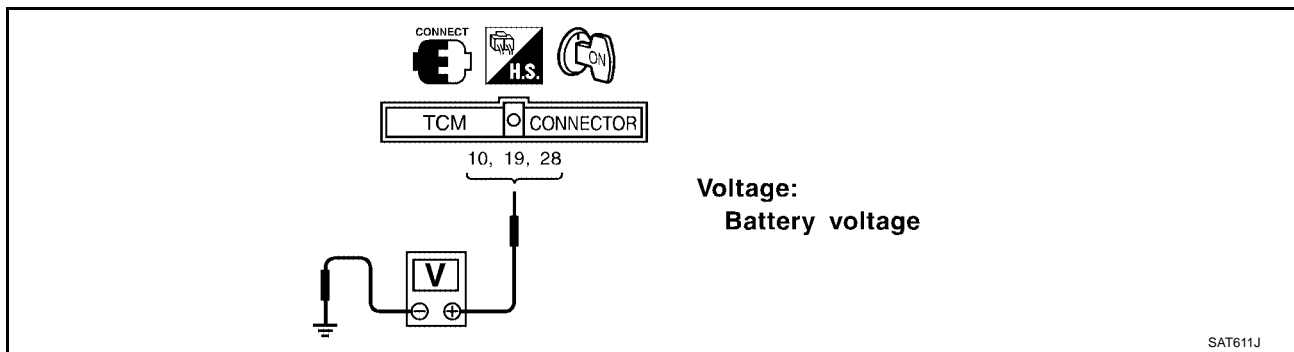 CONNECT
H.S.
ON
TCM CONNECTOR
10, 19, 28
Voltage:
Battery voltage
V
SAT611J